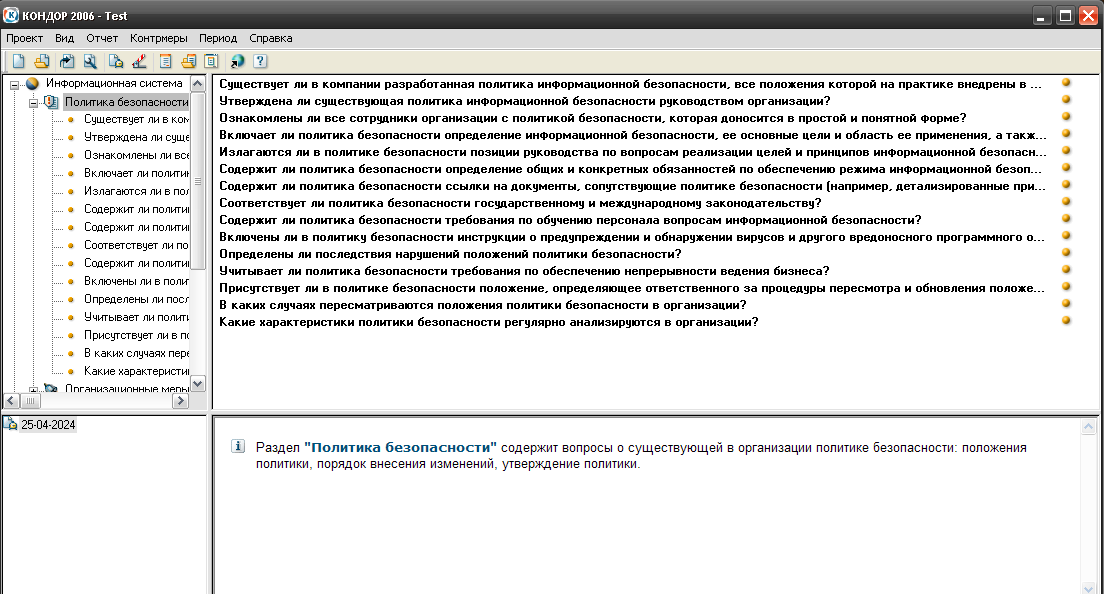 КОНДОР 2006 - Test
Проект Вид Отчет Контрмеры Период Справка
Информационная система
Политика безопасности
Существует ли в ком
Утверждена ли суще
Ознакомлены ли все
Включает ли полити
Излагаются ли в пол
Содержит ли полити
Содержит ли полити
Соответствует ли по
Содержит ли полити
Включены ли в полит
Определены ли посл
Учитывает ли полити
Присутствует ли в по
В каких случаях пере
Какие характеристи
Организационные меры
25-04-2024
Существует ли в компании разработанная политика информационной безопасности, все положения которой на практике внедрены в ...
Утверждена ли существующая политика информационной безопасности руководством организации?
Ознакомлены ли все сотрудники организации с политикой безопасности, которая доносится в простой и понятной форме?
Включает ли политика безопасности определение информационной безопасности, ее основные цели и область ее применения, а такж...
Излагаются ли в политике безопасности позиции руководства по вопросам реализации целей и принципов информационной безопасн...
Содержит ли политика безопасности определение общих и конкретных обязанностей по обеспечению режима информационной безоп...
Содержит ли политика безопасности ссылки на документы, сопутствующие политике безопасности (например, детализированные при...
Соответствует ли политика безопасности государственному и международному законодательству?
Содержит ли политика безопасности требования по обучению персонала вопросам информационной безопасности?
Включены ли в политику безопасности инструкции о предупреждении и обнаружении вирусов и другого вредоносного программного о...
Определены ли последствия нарушений положений политики безопасности?
Учитывает ли политика безопасности требования по обеспечению непрерывности ведения бизнеса?
Присутствует ли в политике безопасности положение, определяющее ответственного за процедуры пересмотра и обновления положе...
В каких случаях пересматриваются положения политики безопасности в организации?
Какие характеристики политики безопасности регулярно анализируются в организации?
Раздел "Политика безопасности" содержит вопросы о существующей в организации политике безопасности: положения
политики, порядок внесения изменений, утверждение политики.